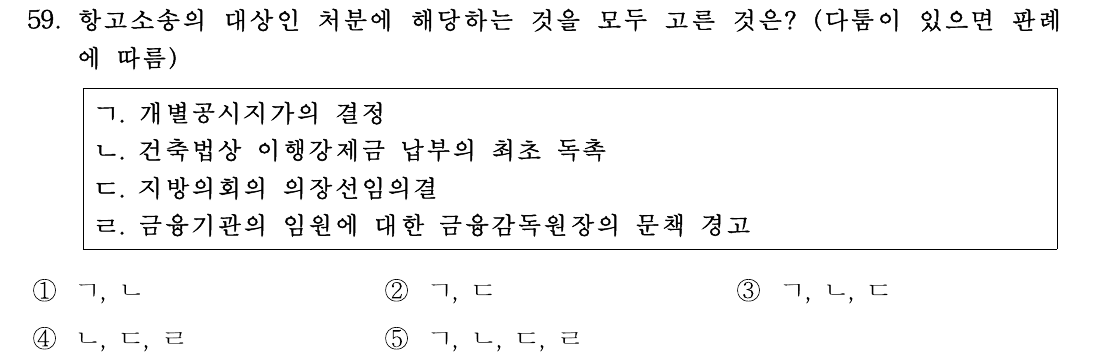 59. 항고소송의 대상인 처분에 해당하는 것을 모두 고른 것은? (다툼이 있으면 판례
에 따름)
ㄱ. 개별공시지가의 결정
ㄴ. 건축법상 이행강제금 납부의 최초 독촉
ㄷ. 지방의회의 의장선임의결
ㄹ. 금융기관의 임원에 대한 금융감독원장의 문책 경고
① ㄱ, ㄴ ② ㄱ, ㄷ ③ ㄱ, ㄴ, ㄷ
④ ㄴ, ㄷ, ㄹ ⑤ ㄱ, ㄴ, ㄷ, ㄹ